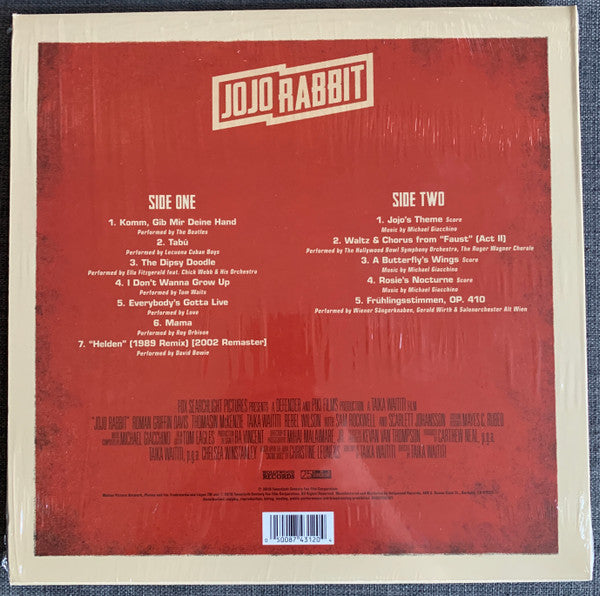 JOJO RABBIT
SIDE ONE
1. Komm, Gib Mir Deine Hand
Performed by The Beatles
2. Tabú
Performed by Lecuona Cuban Boys
3. The Dipsy Doodle
Performed by Ella Fitzgerald feat. Chick Webb & His Orchestra
4. I Don't Wanna Grow Up
Performed by Tom Waits
5. Everybody's Gotta Live
Performed by Love
6. Mama
Performed by Roy Orbison
7. "Helden" [1989 Remix] [2002 Remaster]
Performed by David Bowie
SIDE TWO
1. Jojo's Theme Score
Music by Michael Giacchino
2. Waltz & Chorus from "Faust" [Act II]
Performed by The Hollywood Bowl Symphony Orchestra, The Roger Wagner Chorale
3. A Butterfly's Wings Score
Music by Michael Giacchino
4. Rosie's Nocturne Score
Music by Michael Giacchino
5. Frühlingsstimmen, OP. 410
Performed by Wiener Sängerknaben, Gerald Wirth & Salonorchester Alt Wien
FOX SEARCHLIGHT PICTURES PRESENTS A DEFENDER AND PIKI FILMS PRODUCTION A TAIKA WAITITI FILM
"JOJO RABBIT" ROMAN GRIFFIN DAVIS THOMASIN McKENZIE TAIKA WAITITI REBEL WILSON WITH SAM ROCKWELL AND SCARLETT JOHANSSON MAYES C. RUBEO
MICHAEL GIACCHINO TOM EAGLES RA VINCENT MIHAI MALAIMARE JR. KEVAN VAN THOMPSON CARTHEW NEAL, p.g.a.
TAIKA WAITITI, p.g.a. CHELSEA WINSTANLEY CHRISTINE LEUNENS TAIKA WAITITI TAIKA WAITITI
HOLLYWOOD RECORDS
0 50087 43120 4